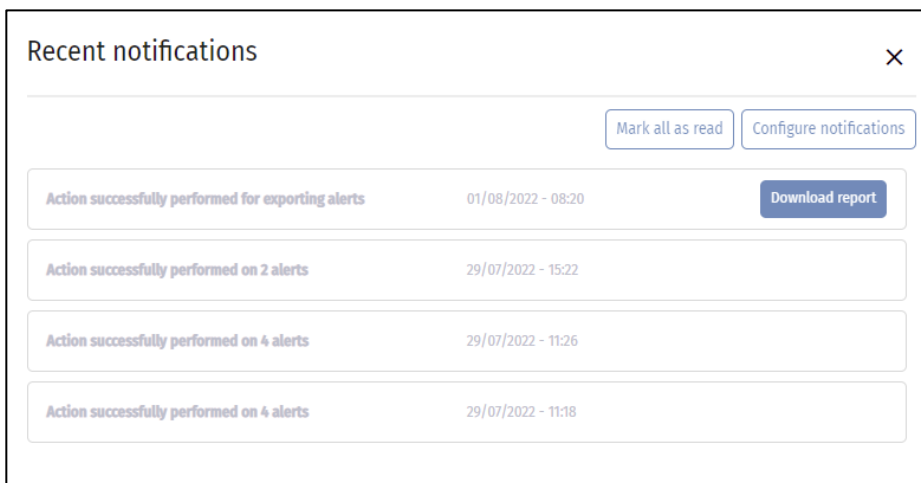 Recent notifications
Mark all as read Configure notifications
Action successfully performed for exporting alerts 01/08/2022 - 08:20 Download report
Action successfully performed on 2 alerts 29/07/2022 - 15:22
Action successfully performed on 4 alerts 29/07/2022 - 11:26
Action successfully performed on 4 alerts 29/07/2022 - 11:18